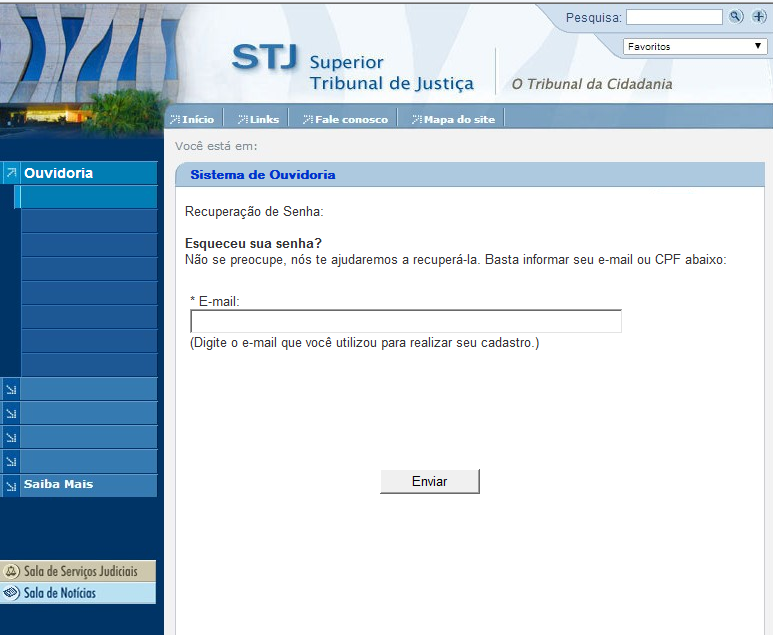 Pesquisa:
Favoritos
STJ Superior
Tribunal de Justiça
O Tribunal da Cidadania
Início
Links
Fale conosco
Mapa do site
Você está em:
Ouvidoria
Sistema de Ouvidoria
Recuperação de Senha:
Esqueceu sua senha?
Não se preocupe, nós te ajudaremos a recuperá-la. Basta informar seu e-mail ou CPF abaixo:
* E-mail:
(Digite o e-mail que você utilizou para realizar seu cadastro.)
Enviar
Saiba Mais
Sala de Serviços Judiciais
Sala de Notícias